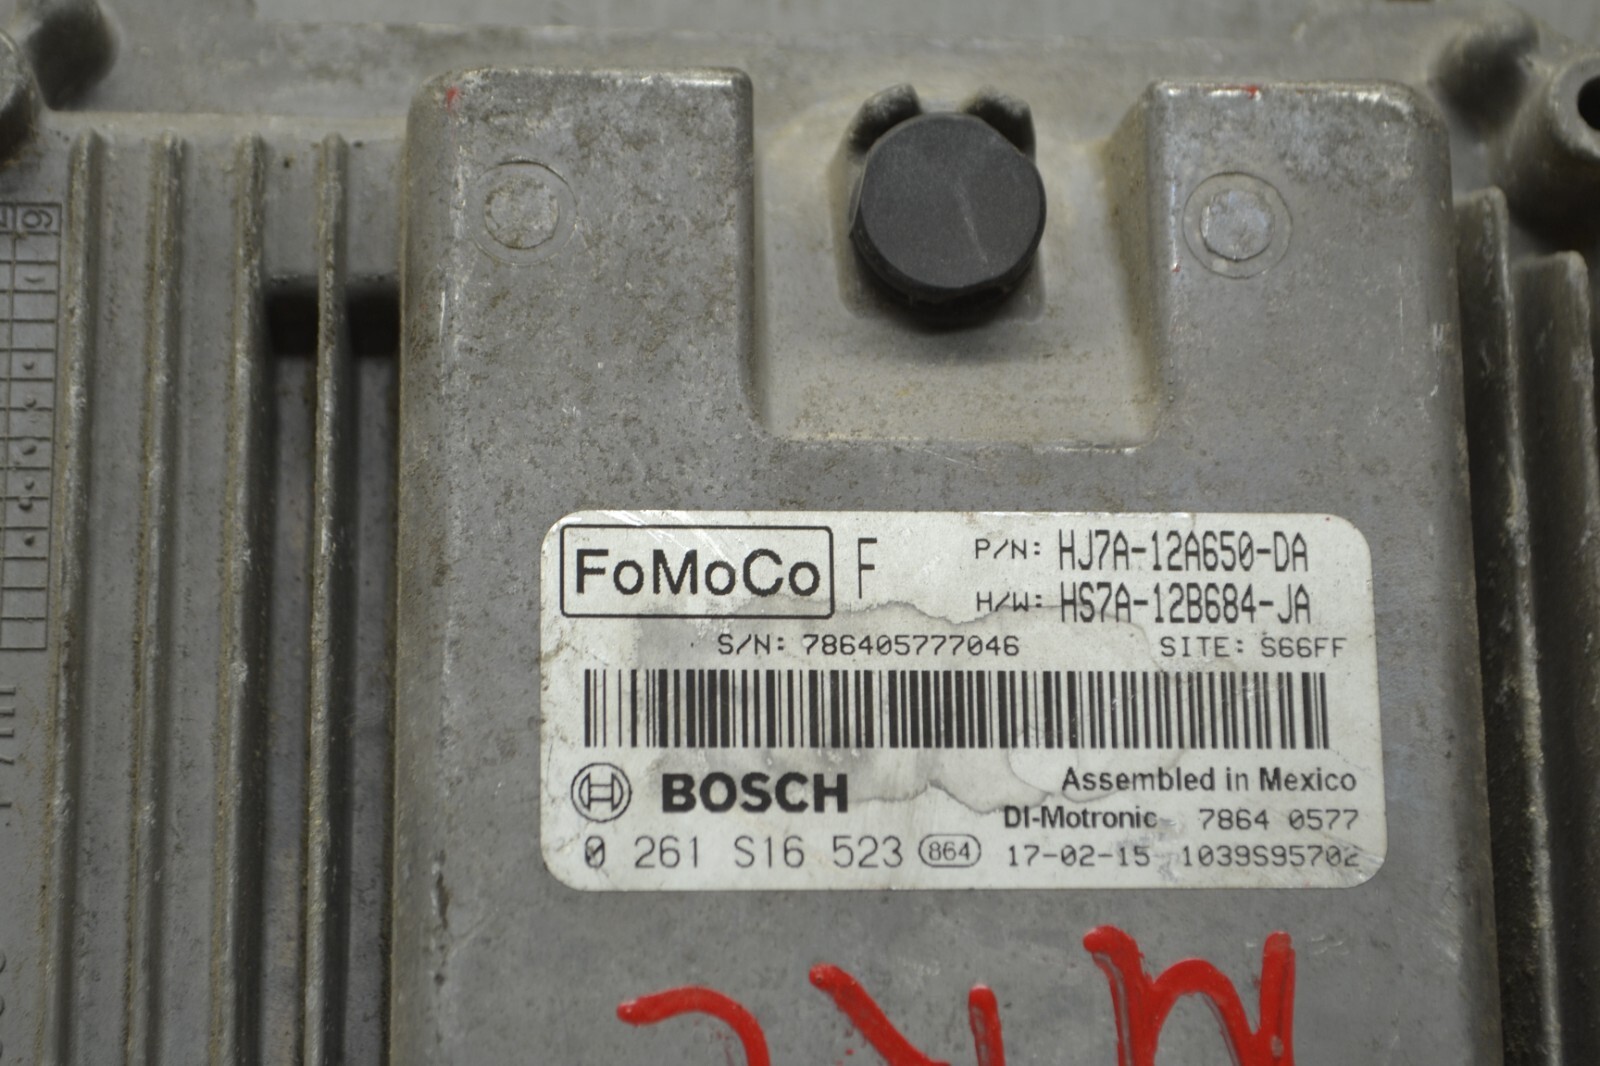 FoMoCo F P/N: HJ7A-12A650-DA
H/W: HS7A-12B684-JA
S/N: 786405777046 SITE: S66FF
BOSCH Assembled in Mexico
DI-Motronic 7864 0577
0 261 S16 523 864 17-02-15 1039S95702